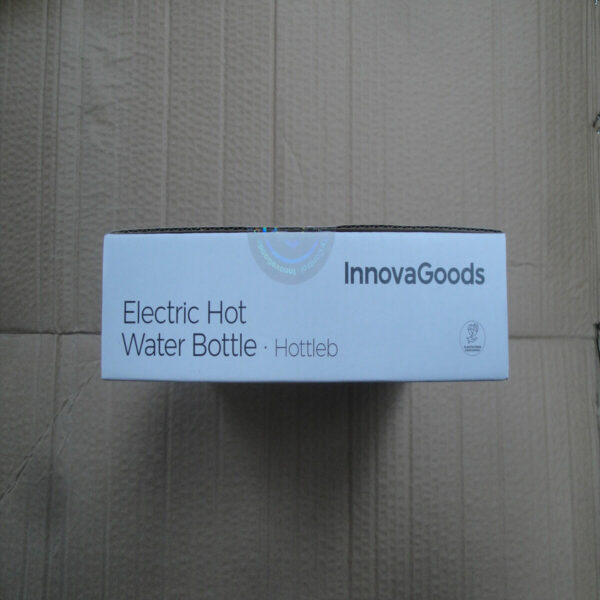 InnovaGoods
Electric Hot
Water Bottle · Hottleb